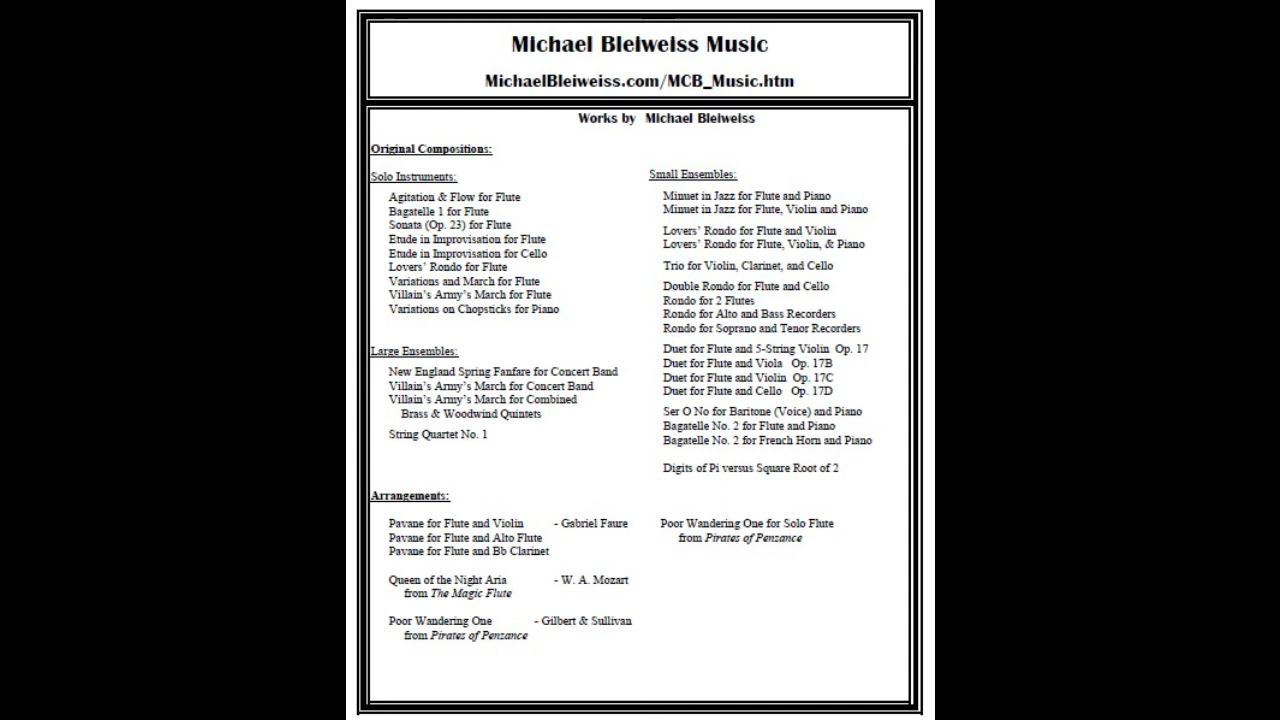 Michael Bleiweiss Music
MichaelBleiweiss.com/MCB_Music.htm
Works by Michael Bleiweiss
Original Compositions:
Solo Instruments:
Agitation & Flow for Flute
Bagatelle 1 for Flute
Sonata (Op. 23) for Flute
Etude in Improvisation for Flute
Etude in Improvisation for Cello
Lovers' Rondo for Flute
Variations and March for Flute
Villain's Army's March for Flute
Variations on Chopsticks for Piano
Large Ensembles:
New England Spring Fanfare for Concert Band
Villain's Army's March for Concert Band
Villain's Army's March for Combined
Brass & Woodwind Quintets
String Quartet No. 1
Small Ensembles:
Minuet in Jazz for Flute and Piano
Minuet in Jazz for Flute, Violin and Piano
Lovers' Rondo for Flute and Violin
Lovers' Rondo for Flute, Violin, & Piano
Trio for Violin, Clarinet, and Cello
Double Rondo for Flute and Cello
Rondo for 2 Flutes
Rondo for Alto and Bass Recorders
Rondo for Soprano and Tenor Recorders
Duet for Flute and 5-String Violin Op. 17
Duet for Flute and Viola Op. 17B
Duet for Flute and Violin Op. 17C
Duet for Flute and Cello Op. 17D
Ser O No for Baritone (Voice) and Piano
Bagatelle No. 2 for Flute and Piano
Bagatelle No. 2 for French Horn and Piano
Digits of Pi versus Square Root of 2
Arrangements:
Pavane for Flute and Violin - Gabriel Faure
Pavane for Flute and Alto Flute
Pavane for Flute and Bb Clarinet
Queen of the Night Aria - W. A. Mozart
from The Magic Flute
Poor Wandering One - Gilbert & Sullivan
from Pirates of Penzance
Poor Wandering One for Solo Flute
from Pirates of Penzance